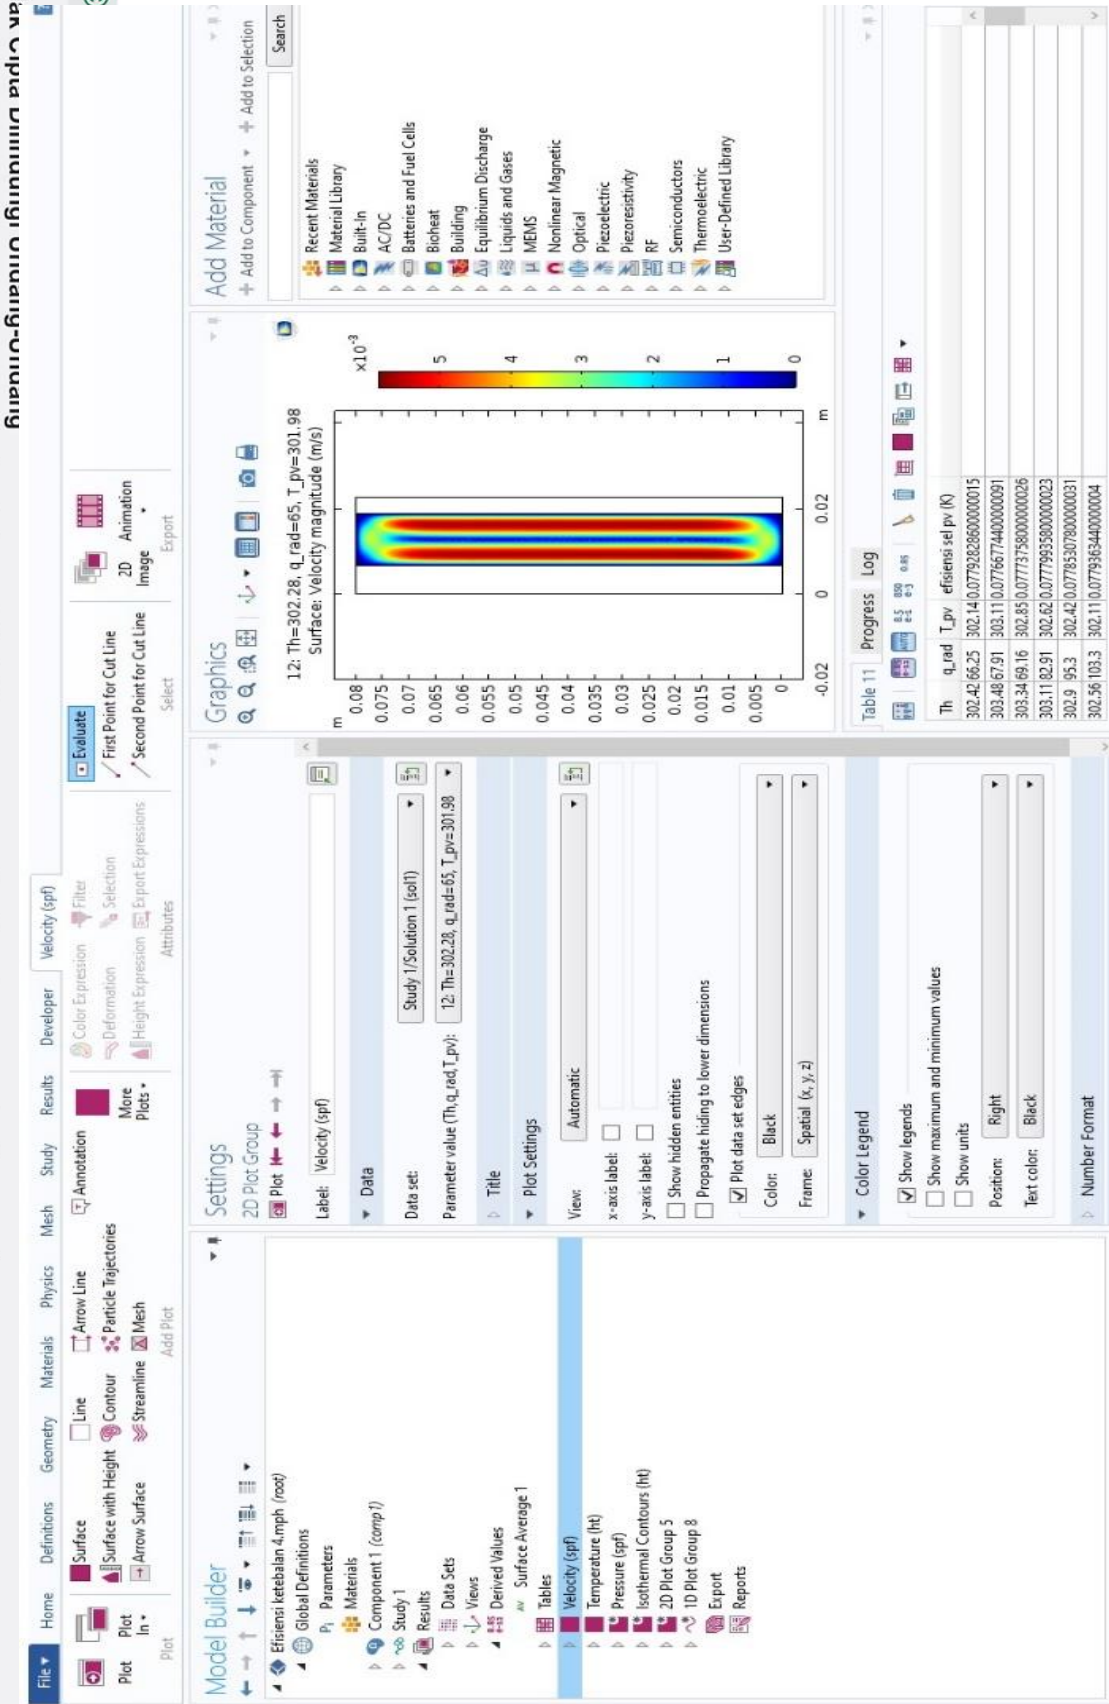 File Home Definitions Geometry Materials Physics Mesh Study Results Developer Velocity (spf)
Plot
Plot In
Plot
Surface
Surface with Height
Arrow Surface
Line
Contour
Streamline
Arrow Line
Particle Trajectories
Mesh
Annotation
Add Plot
More Plots
Color Expression
Deformation
Height Expression
Filter
Selection
Export Expressions
Attributes
Evaluate
First Point for Cut Line
Second Point for Cut Line
Select
2D Image
Animation
Export
Model Builder
Efisiensi ketebalan 4.mph (root)
Global Definitions
Pi Parameters
Materials
Component 1 (comp1)
Study 1
Results
Data Sets
Views
Derived Values
Surface Average 1
Tables
Velocity (spf)
Temperature (ht)
Pressure (spf)
Isothermal Contours (ht)
2D Plot Group 5
1D Plot Group 8
Export
Reports
Settings
2D Plot Group
Plot
Label: Velocity (spf)
Data
Data set: Study 1/Solution 1 (sol1)
Parameter value (Th,q_rad,T_pv): 12: Th=302.28, q_rad=65, T_pv=301.98
Title
Plot Settings
View: Automatic
x-axis label:
y-axis label:
Show hidden entities
Propagate hiding to lower dimensions
Plot data set edges
Color: Black
Frame: Spatial (x, y, z)
Color Legend
Show legends
Show maximum and minimum values
Show units
Position: Right
Text color: Black
Number Format
Graphics
12: Th=302.28, q_rad=65, T_pv=301.98
Surface: Velocity magnitude (m/s)
m
0.08
0.075
0.07
0.065
0.06
0.055
0.05
0.045
0.04
0.035
0.03
0.025
0.02
0.015
0.01
0.005
0
-0.02 0 0.02 m
x10-3
5
4
3
2
1
0
Add Material
Add to Component Add to Selection
Search
Recent Materials
Material Library
Built-In
AC/DC
Batteries and Fuel Cells
Bioheat
Building
Equilibrium Discharge
Liquids and Gases
MEMS
Nonlinear Magnetic
Optical
Piezoelectric
Piezoresistivity
RF
Semiconductors
Thermoelectric
User-Defined Library
Table 11 Progress Log
Th q_rad T_pv efisiensi sel pv (K)
302.42 66.25 302.14 0.07792828600000015
303.48 67.91 303.11 0.07766774400000091
303.34 69.16 302.85 0.07773758000000026
303.11 82.91 302.62 0.07779935800000023
302.9 95.3 302.42 0.07785307800000031
302.56 103.3 302.11 0.07793634400000004